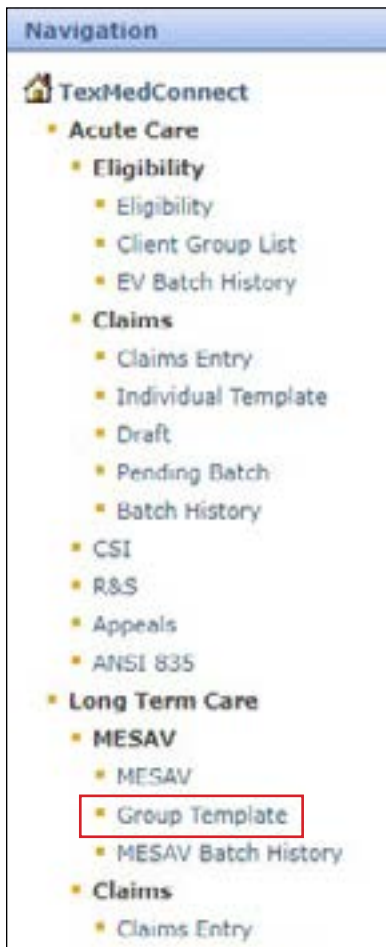 Navigation
TexMedConnect
Acute Care
Eligibility
Eligibility
Client Group List
EV Batch History
Claims
Claims Entry
Individual Template
Draft
Pending Batch
Batch History
CSI
R&S
Appeals
ANSI 835
Long Term Care
MESAV
MESAV
Group Template
MESAV Batch History
Claims
Claims Entry